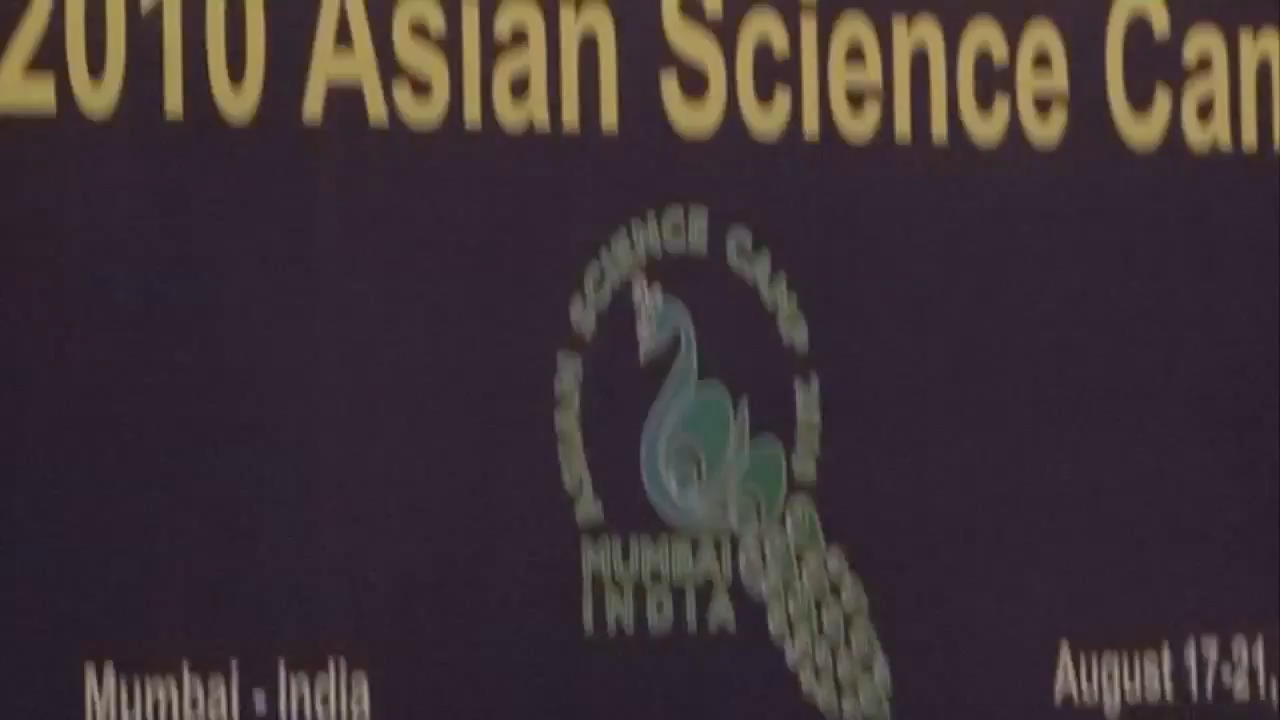 2010 Asian Science Can
SCIENCE CAMP
MUMBAI
INDIA
Mumbai - India
August 17-21,